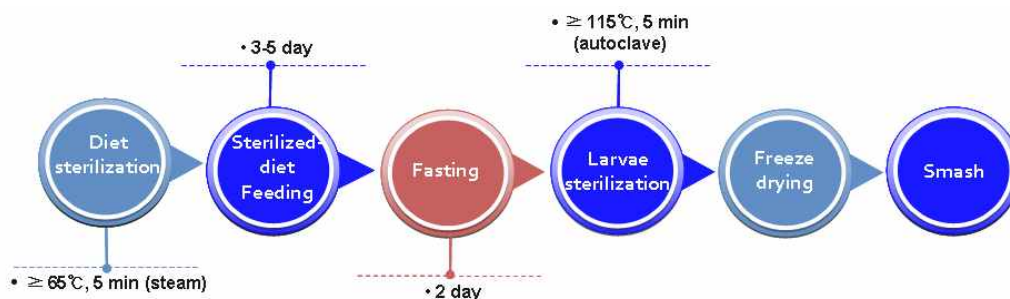 • ≥ 115℃, 5 min
(autoclave)
• 3-5 day
Diet
sterilization
Sterilized-
diet
Feeding
Fasting
Larvae
sterilization
Freeze
drying
Smash
• ≥ 65℃, 5 min (steam)
• 2 day